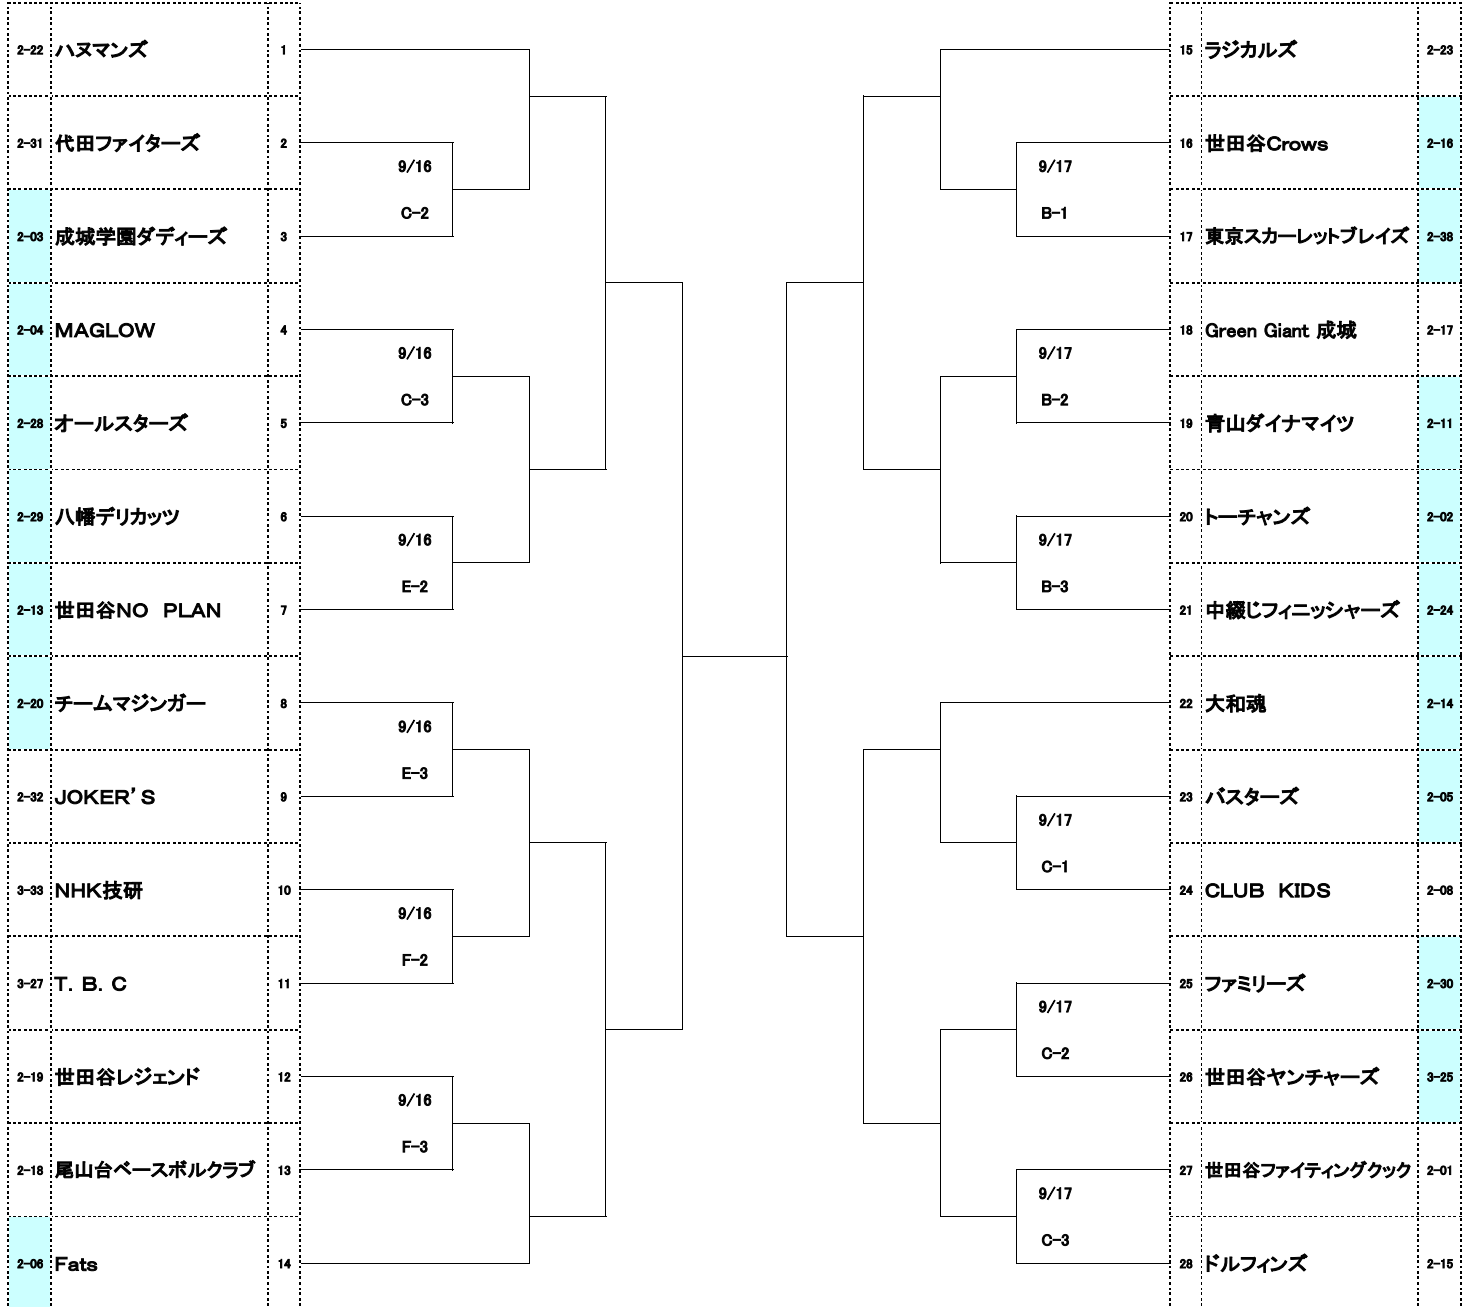 2-22 ハヌマンズ 1
2-31 代田ファイターズ 2
9/16
C-2
2-03 成城学園ダディーズ 3
2-04 MAGLOW 4
9/16
C-3
2-28 オールスターズ 5
2-29 八幡デリカッツ 6
9/16
E-2
2-13 世田谷NO PLAN 7
2-20 チームマジンガー 8
9/16
E-3
2-32 JOKER'S 9
3-33 NHK技研 10
9/16
F-2
3-27 T. B. C 11
2-19 世田谷レジェンド 12
9/16
F-3
2-18 尾山台ベースボルクラブ 13
2-06 Fats 14
15 ラジカルズ 2-23
16 世田谷Crows 2-16
9/17
B-1
17 東京スカーレットブレイズ 2-38
18 Green Giant 成城 2-17
9/17
B-2
19 青山ダイナマイツ 2-11
20 トーチャンズ 2-02
9/17
B-3
21 中綴じフィニッシャーズ 2-24
22 大和魂 2-14
23 バスターズ 2-05
9/17
C-1
24 CLUB KIDS 2-08
25 ファミリーズ 2-30
9/17
C-2
26 世田谷ヤンチャーズ 3-25
27 世田谷ファイティングクック 2-01
9/17
C-3
28 ドルフィンズ 2-15